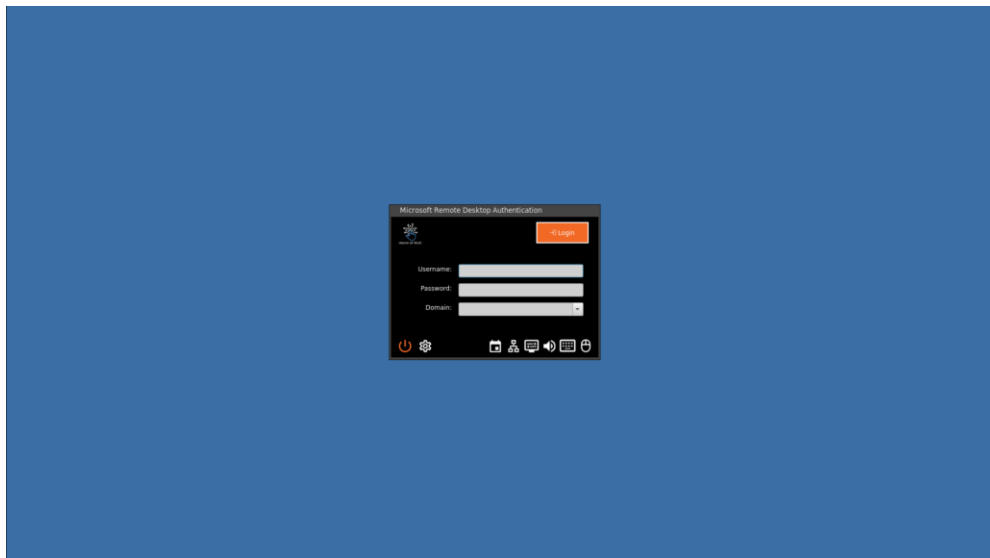 Microsoft Remote Desktop Authentication
Login
Username:
Password:
Domain: